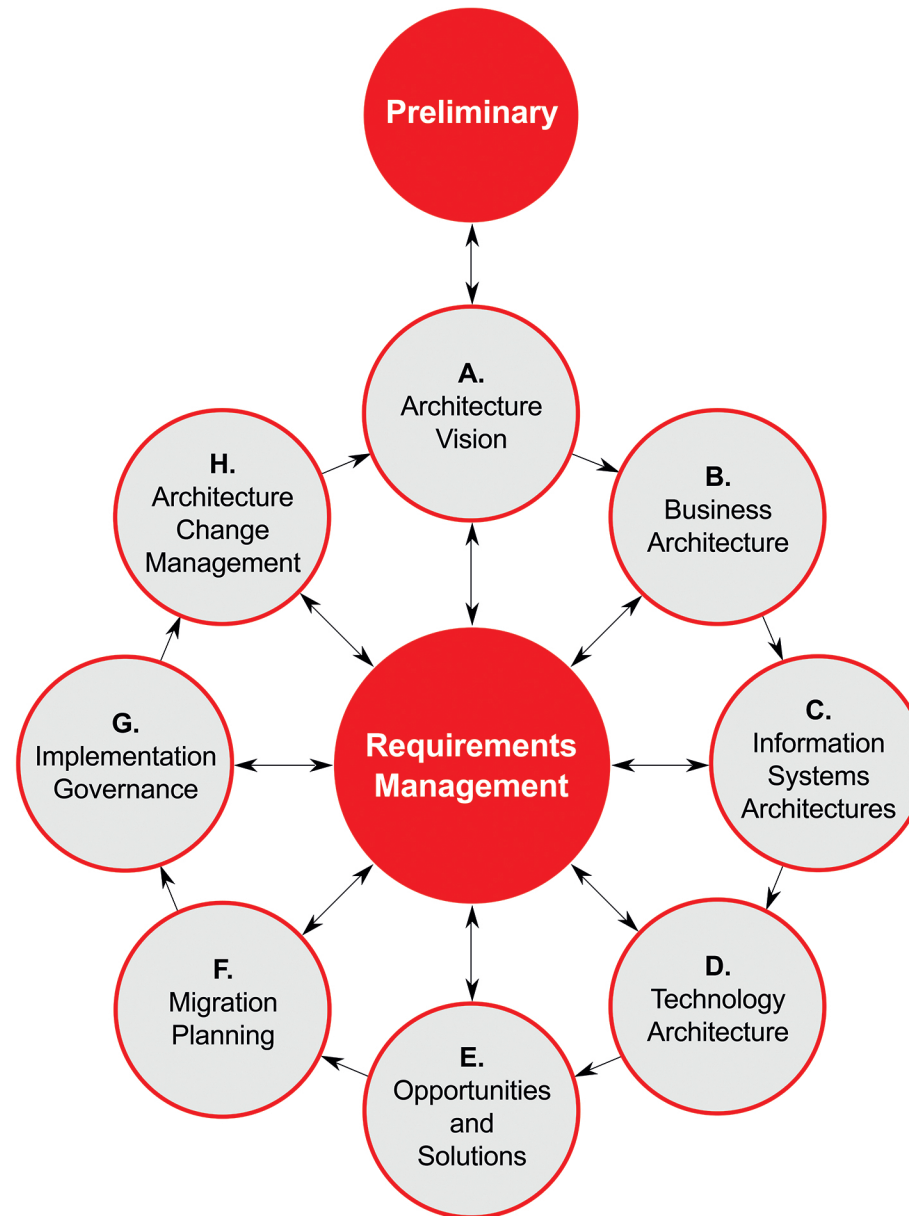 Preliminary
A.
Architecture
Vision
B.
Business
Architecture
C.
Information
Systems
Architectures
D.
Technology
Architecture
E.
Opportunities
and
Solutions
F.
Migration
Planning
G.
Implementation
Governance
H.
Architecture
Change
Management
Requirements
Management